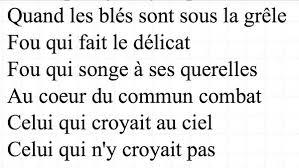 Quand les blés sont sous la grêle
Fou qui fait le délicat
Fou qui songe à ses querelles
Au coeur du commun combat
Celui qui croyait au ciel
Celui qui n'y croyait pas